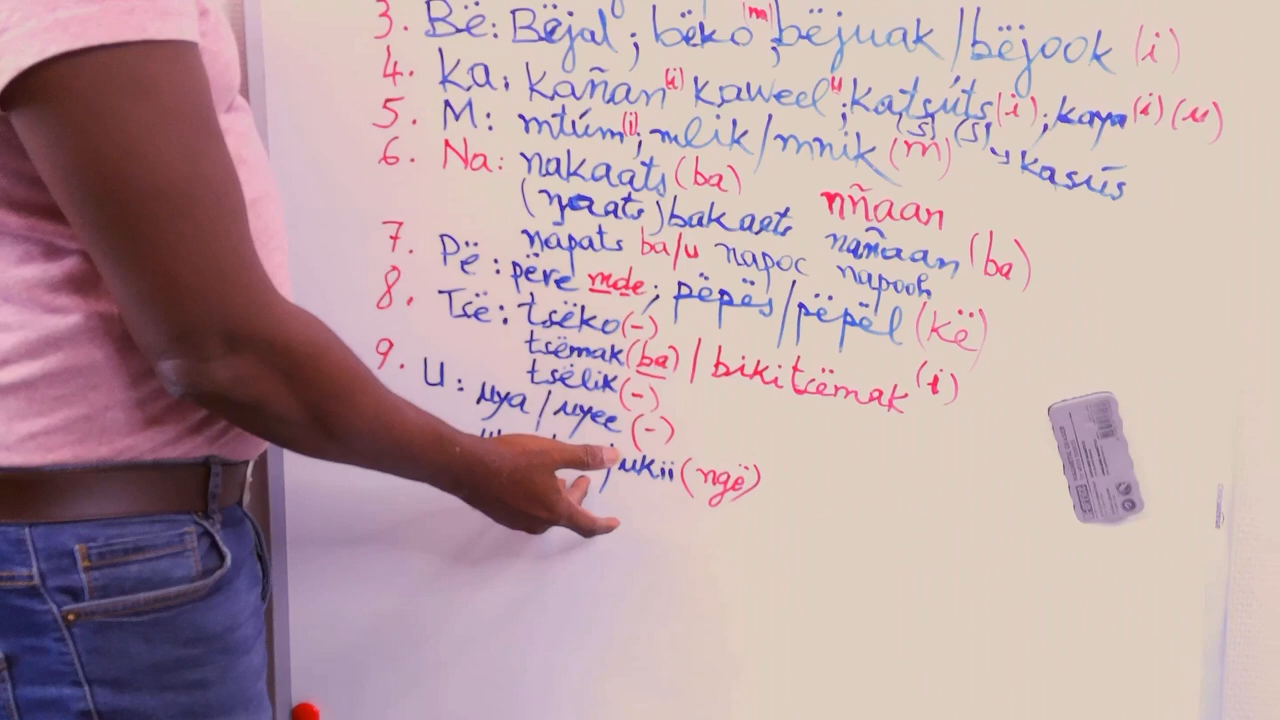 3. Bë: Bëjal; bëko (m); bëjuak / bëjook (i)
4. ka: kañan (i) kaweel (i); katsúts (i); kaya (i) (u)
(s) (s) → kasús
5. M: mtúm (i); mlik/mnik (m)
6. Na: nakaats (ba) nñaan
bakaats nañaan (ba)
napats ba/u napoc napooh
7. Pë: përe mde; pëpës/pëpël (kë)
8. Tsë: tsëko (-)
tsëmak (ba) / bikitsëmak (i)
tsëlik (-)
9. U: uya / uyee (-)
; ukii (ngë)